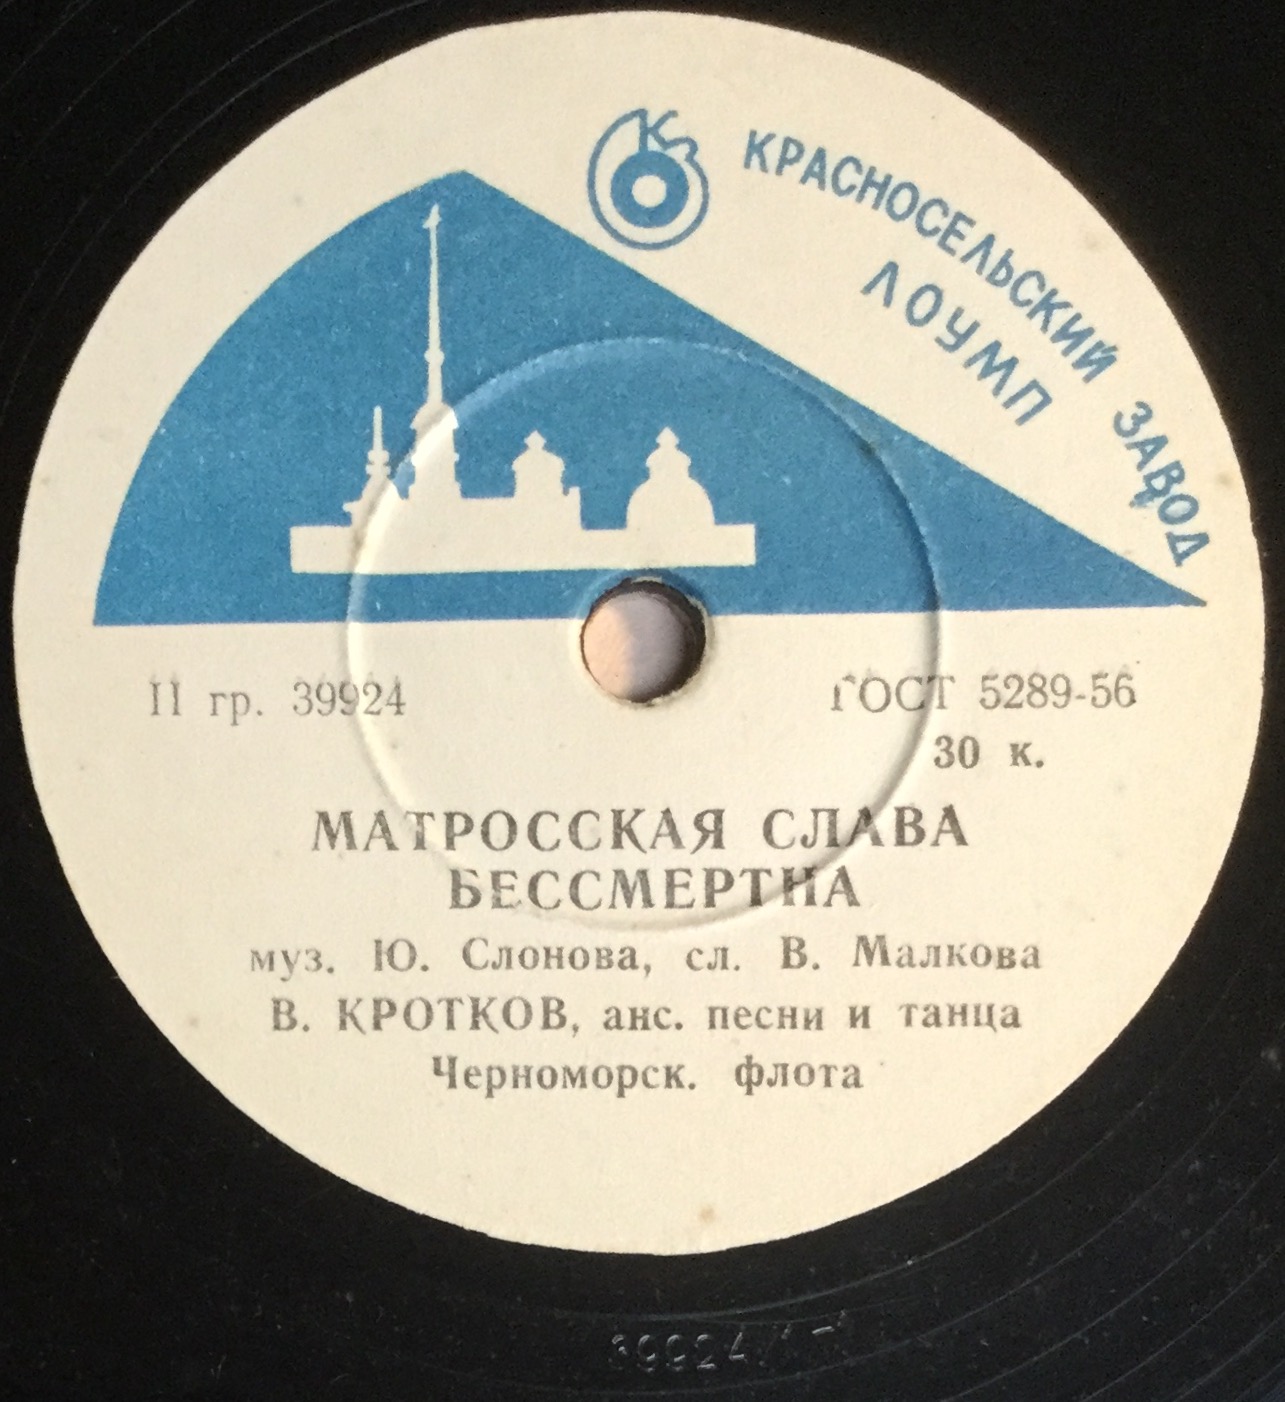 КРАСНОСЕЛЬСКИЙ ЗАВОД
ЛОУМП
II гр. 39924
ГОСТ 5289-56
30 к.
МАТРОССКАЯ СЛАВА
БЕССМЕРТНА
муз. Ю. Слонова, сл. В. Малкова
В. КРОТКОВ, анс. песни и танца
Черноморск. флота
39924